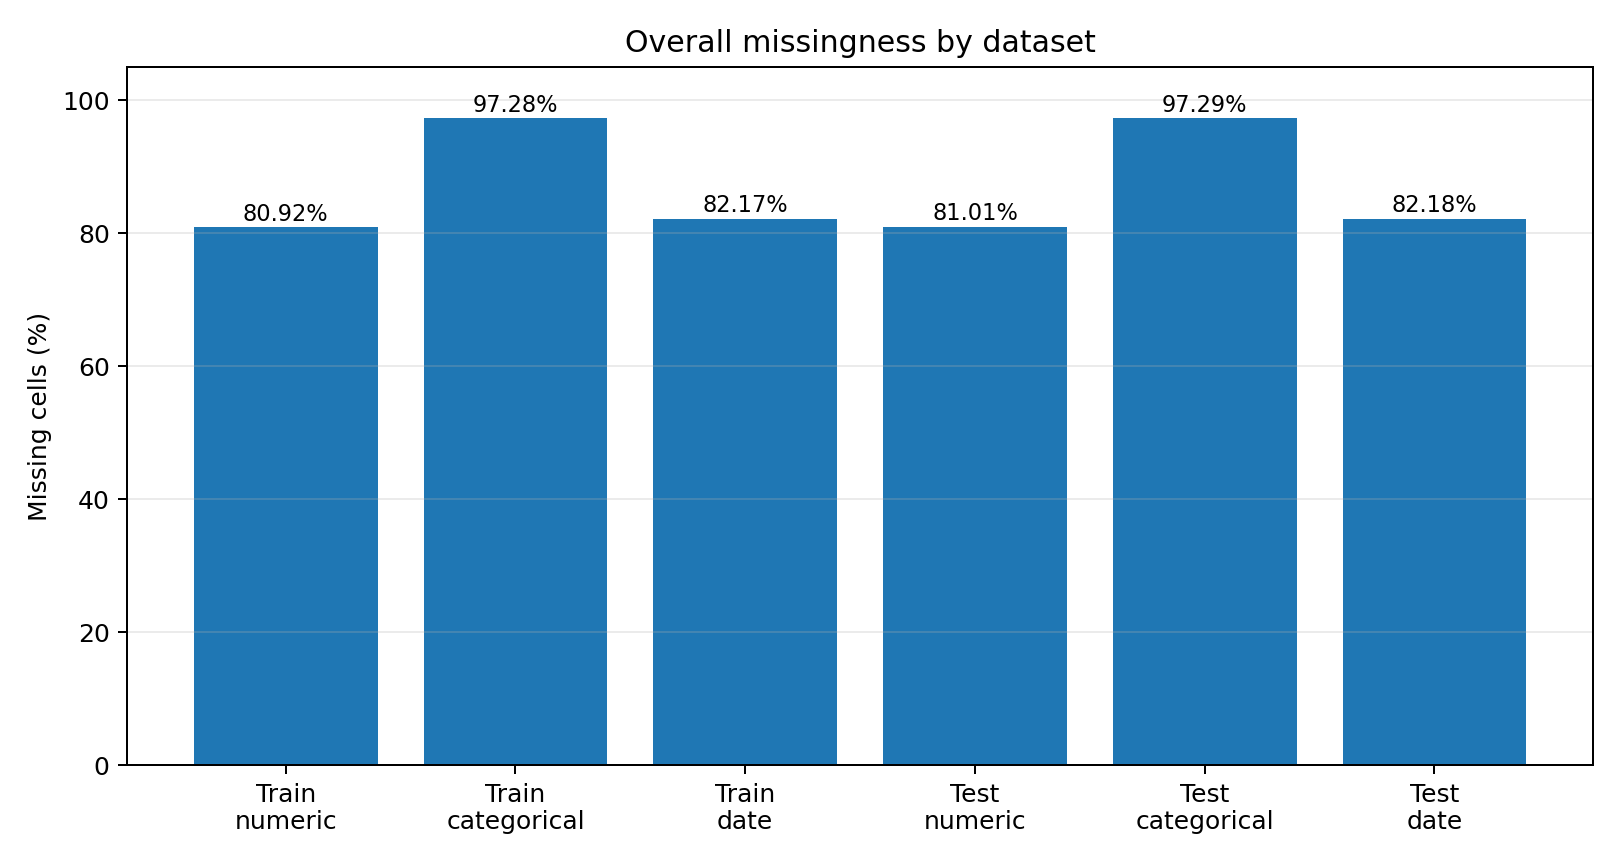 Overall missingness by dataset
Missing cells (%)
100
80
60
40
20
0
80.92%
97.28%
82.17%
81.01%
97.29%
82.18%
Train
numeric
Train
categorical
Train
date
Test
numeric
Test
categorical
Test
date